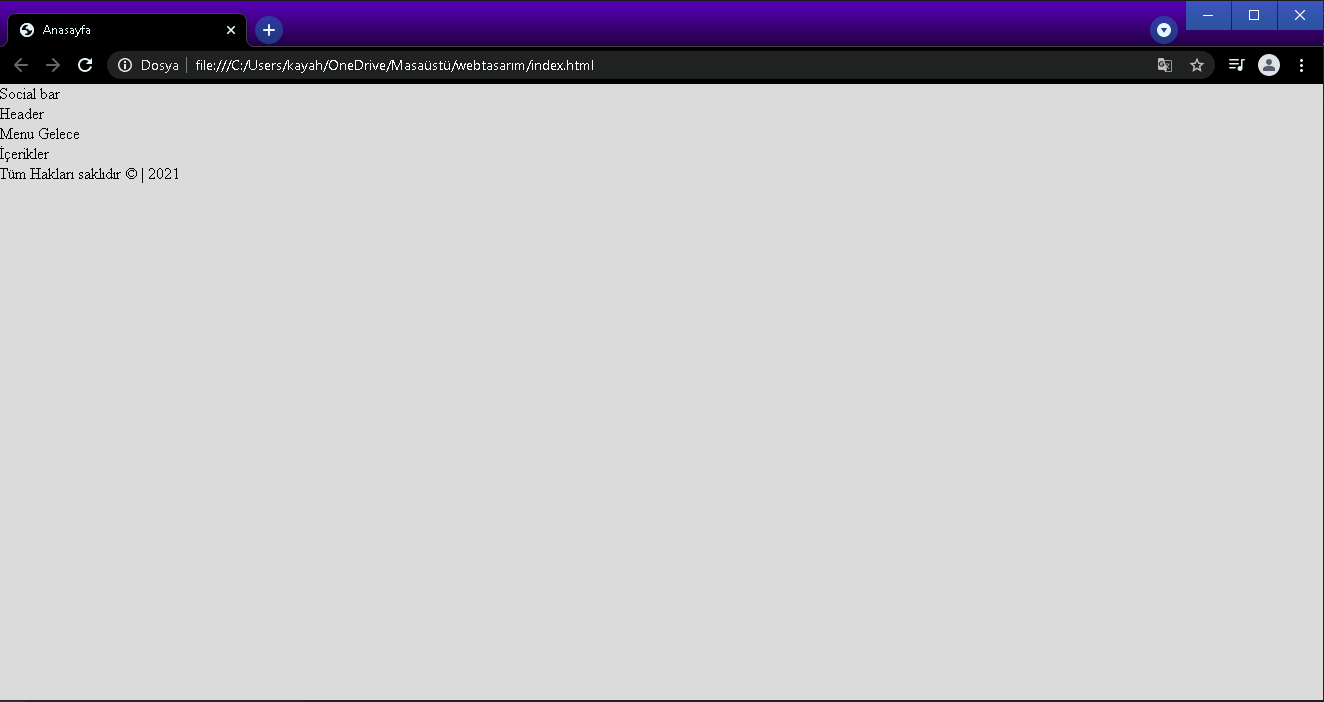 Anasayfa
Dosya | file:///C:/Users/kayah/OneDrive/Masaüstü/webtasarım/index.html
Social bar
Header
Menu Gelece
İçerikler
Tüm Hakları saklıdır © | 2021